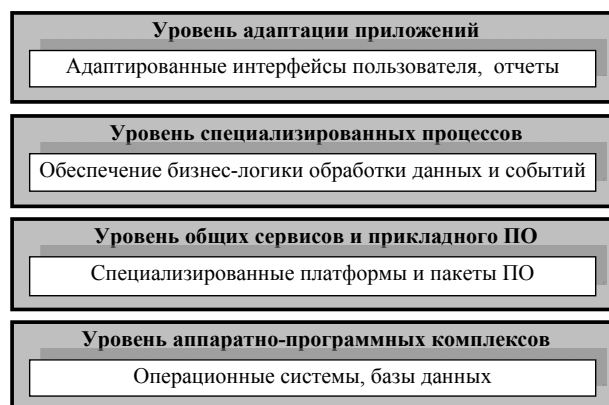 Уровень адаптации приложений
Адаптированные интерфейсы пользователя, отчеты
Уровень специализированных процессов
Обеспечение бизнес-логики обработки данных и событий
Уровень общих сервисов и прикладного ПО
Специализированные платформы и пакеты ПО
Уровень аппаратно-программных комплексов
Операционные системы, базы данных